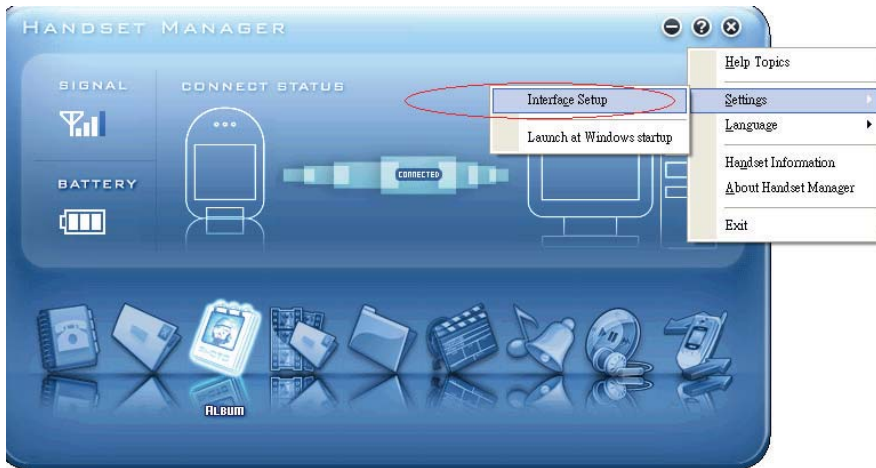 HANDSET MANAGER
SIGNAL
CONNECT STATUS
BATTERY
CONNECTED
Help Topics
Settings
Language
Handset Information
About Handset Manager
Exit
Interface Setup
Launch at Windows startup
PHOTO
ALBUM